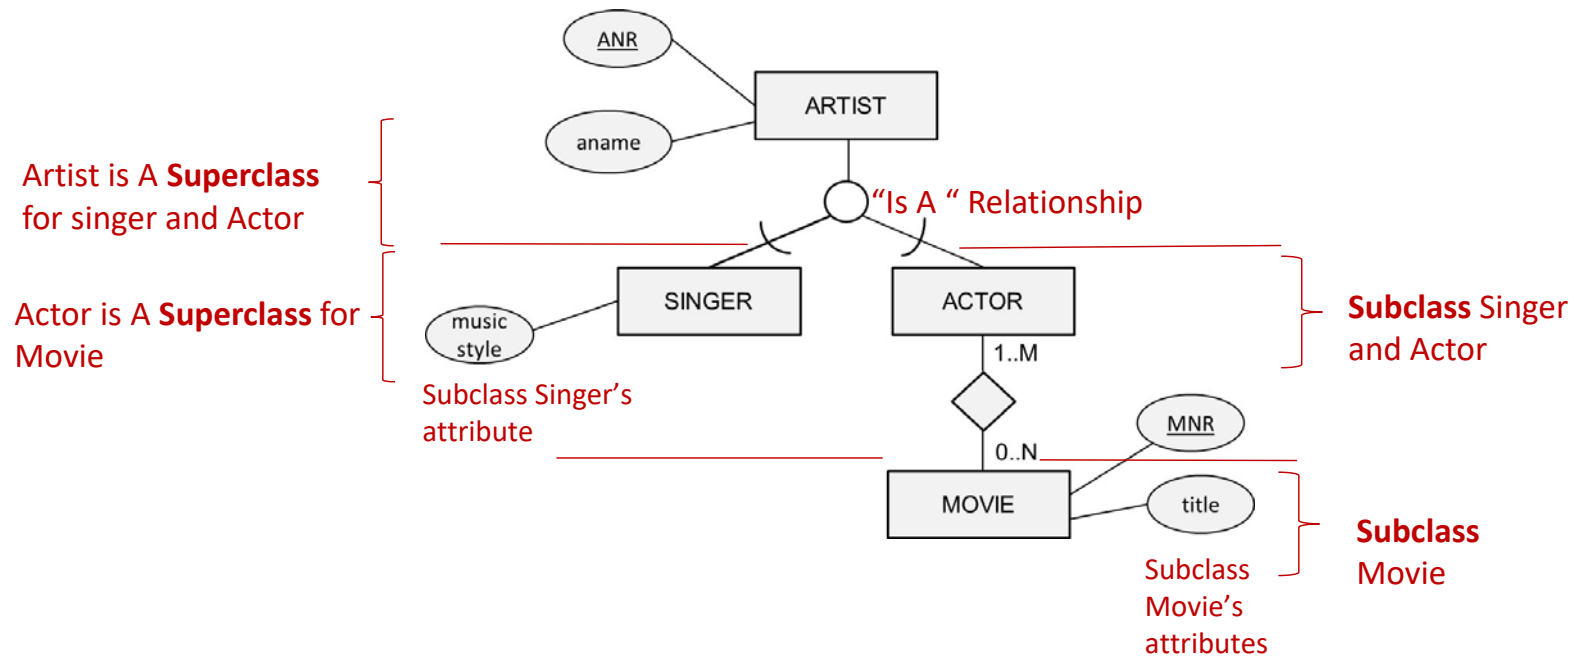 ANR
ARTIST
aname
Artist is A Superclass
for singer and Actor
“Is A “ Relationship
SINGER
ACTOR
music
style
Actor is A Superclass for
Movie
Subclass Singer
and Actor
1..M
Subclass Singer’s
attribute
MNR
0..N
MOVIE
title
Subclass
Movie
Subclass
Movie’s
attributes